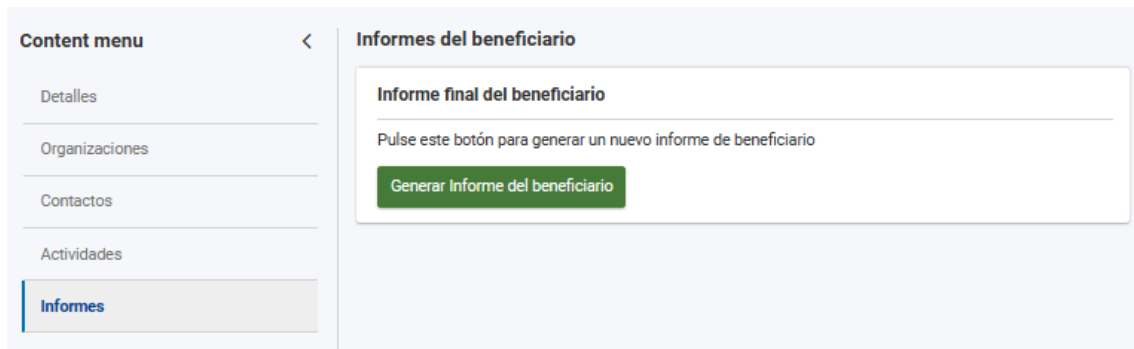 Content menu
Detalles
Organizaciones
Contactos
Actividades
Informes
Informes del beneficiario
Informe final del beneficiario
Pulse este botón para generar un nuevo informe de beneficiario
Generar Informe del beneficiario